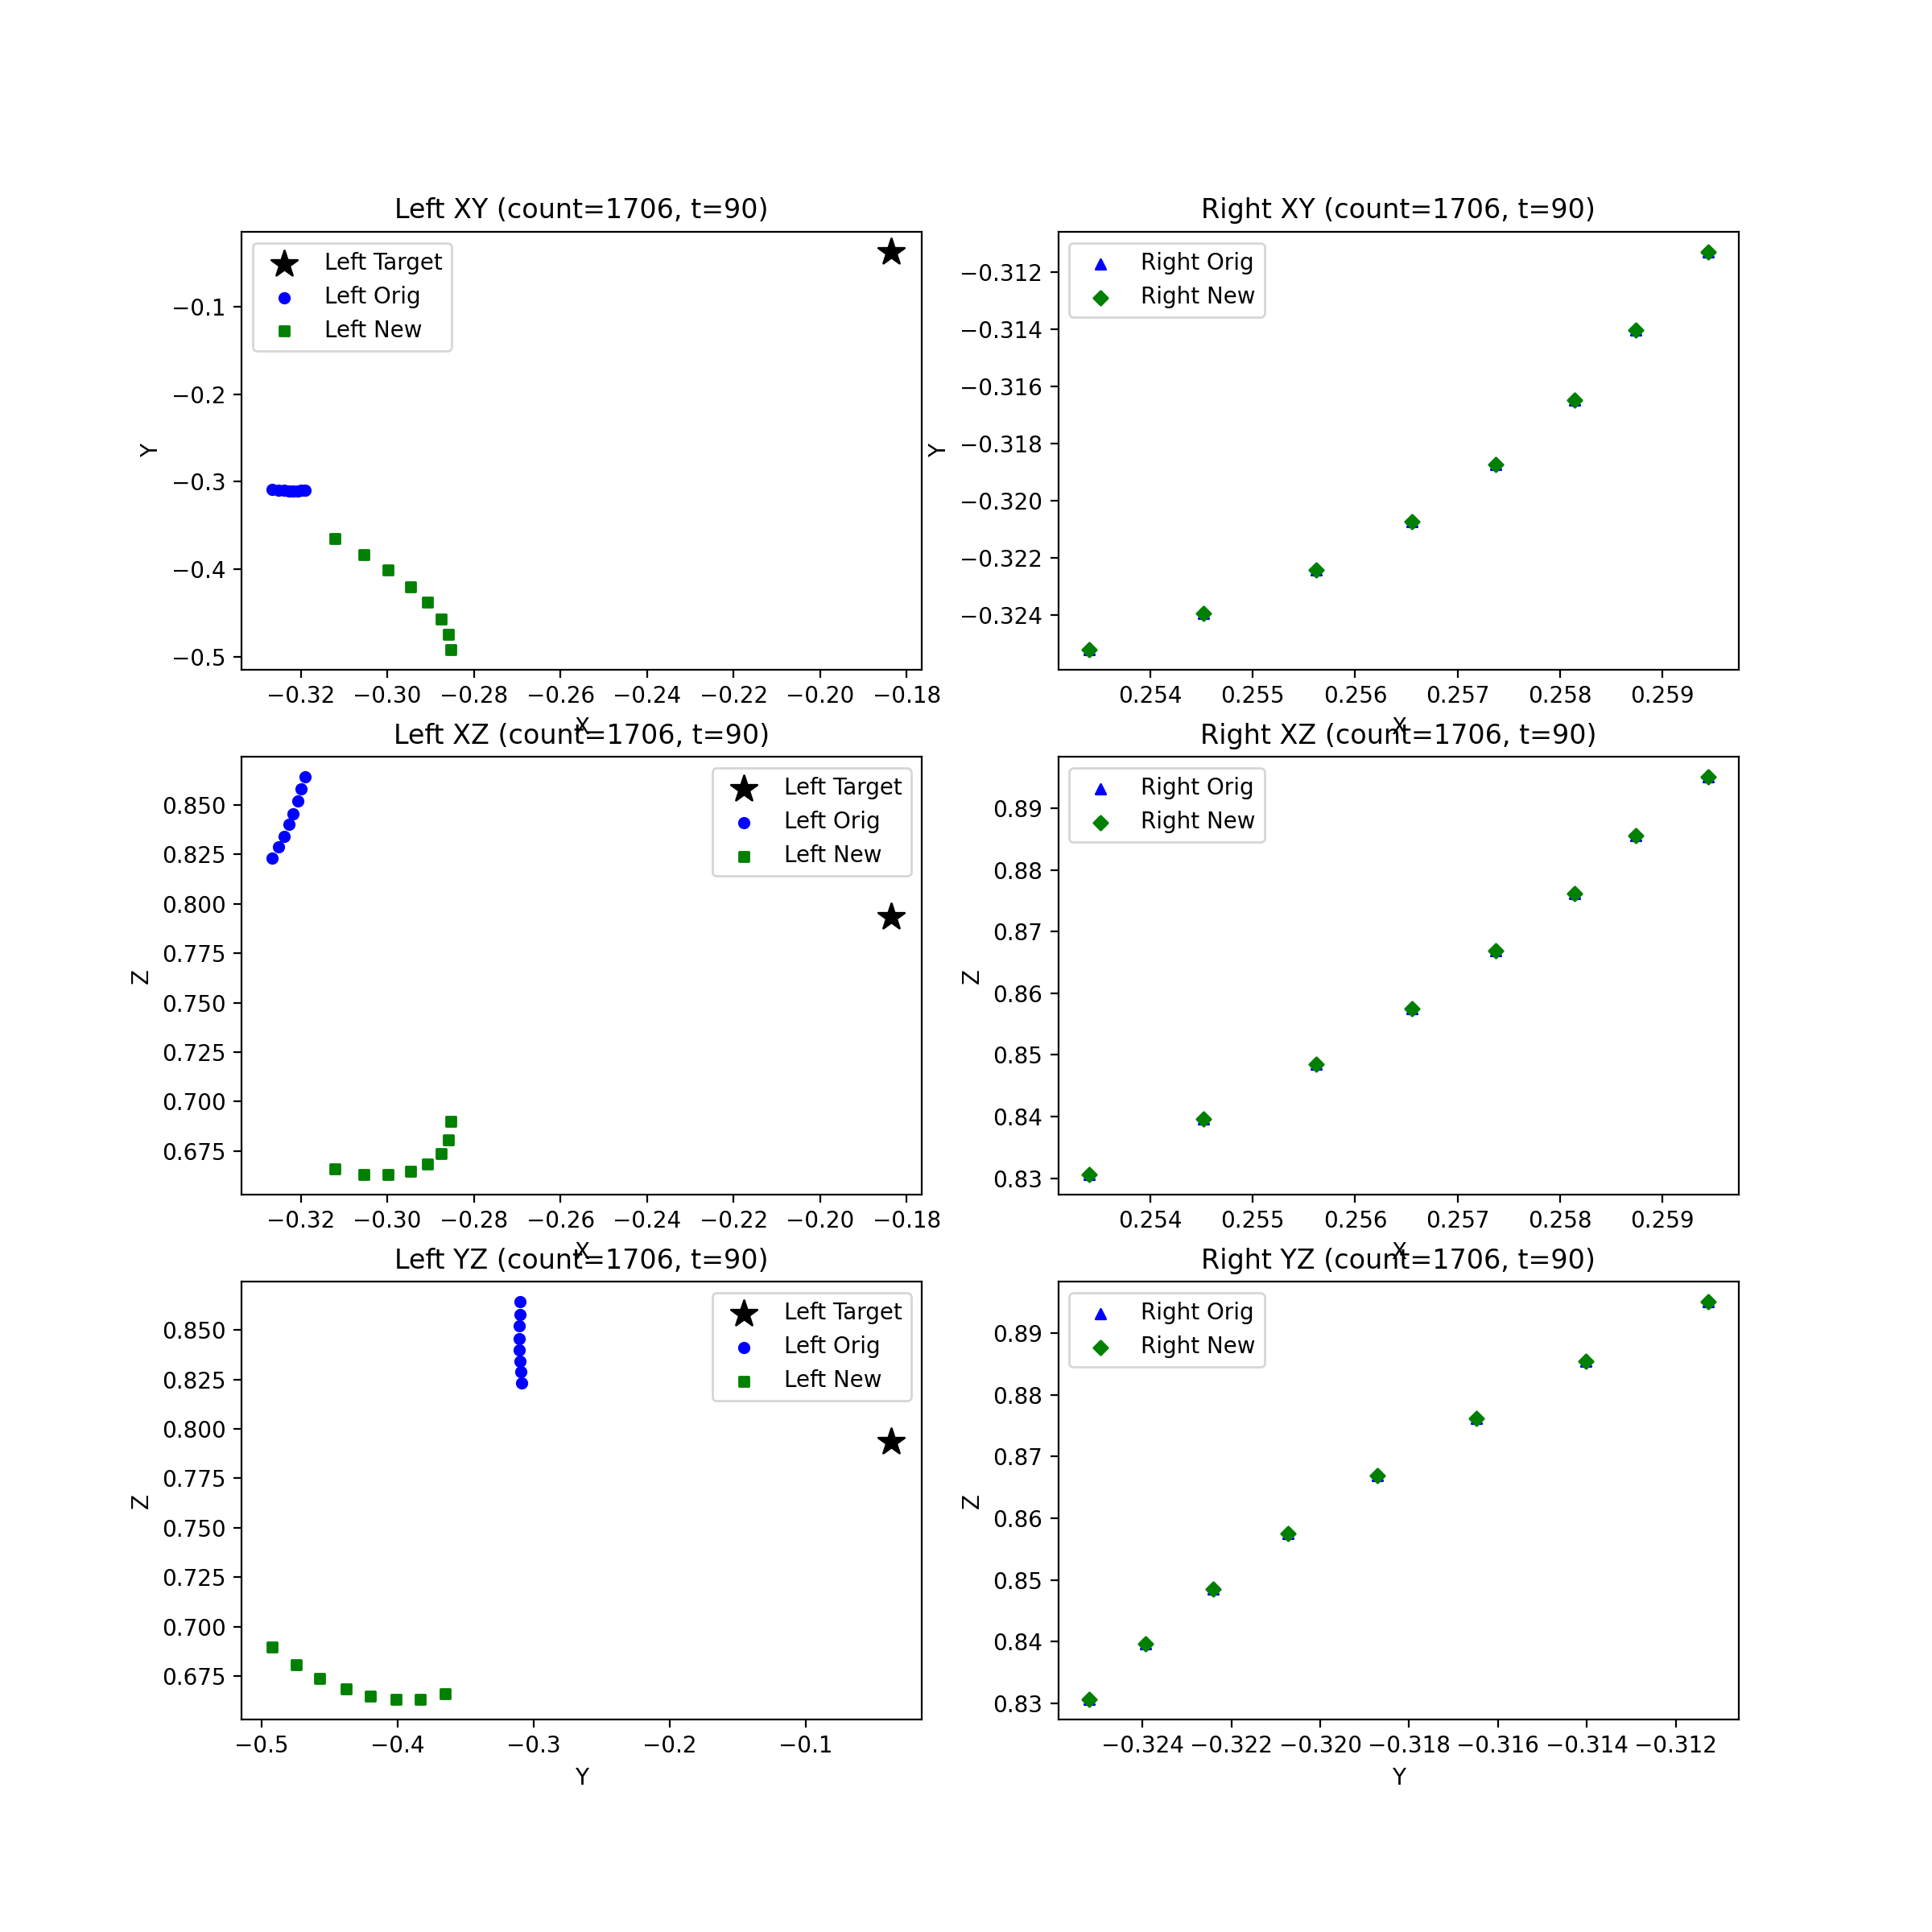 Left XY (count=1706, t=90)
Left Target
Left Orig
Left New
Y
−0.1
−0.2
−0.3
−0.4
−0.5
−0.32 −0.30 −0.28 −0.26 −0.24 −0.22 −0.20 −0.18
X
Right XY (count=1706, t=90)
Right Orig
Right New
Y
−0.312
−0.314
−0.316
−0.318
−0.320
−0.322
−0.324
0.254 0.255 0.256 0.257 0.258 0.259
X
Left XZ (count=1706, t=90)
Left Target
Left Orig
Left New
Z
0.850
0.825
0.800
0.775
0.750
0.725
0.700
0.675
−0.32 −0.30 −0.28 −0.26 −0.24 −0.22 −0.20 −0.18
X
Right XZ (count=1706, t=90)
Right Orig
Right New
Z
0.89
0.88
0.87
0.86
0.85
0.84
0.83
0.254 0.255 0.256 0.257 0.258 0.259
X
Left YZ (count=1706, t=90)
Left Target
Left Orig
Left New
Z
0.850
0.825
0.800
0.775
0.750
0.725
0.700
0.675
−0.5 −0.4 −0.3 −0.2 −0.1
Y
Right YZ (count=1706, t=90)
Right Orig
Right New
Z
0.89
0.88
0.87
0.86
0.85
0.84
0.83
−0.324 −0.322 −0.320 −0.318 −0.316 −0.314 −0.312
Y